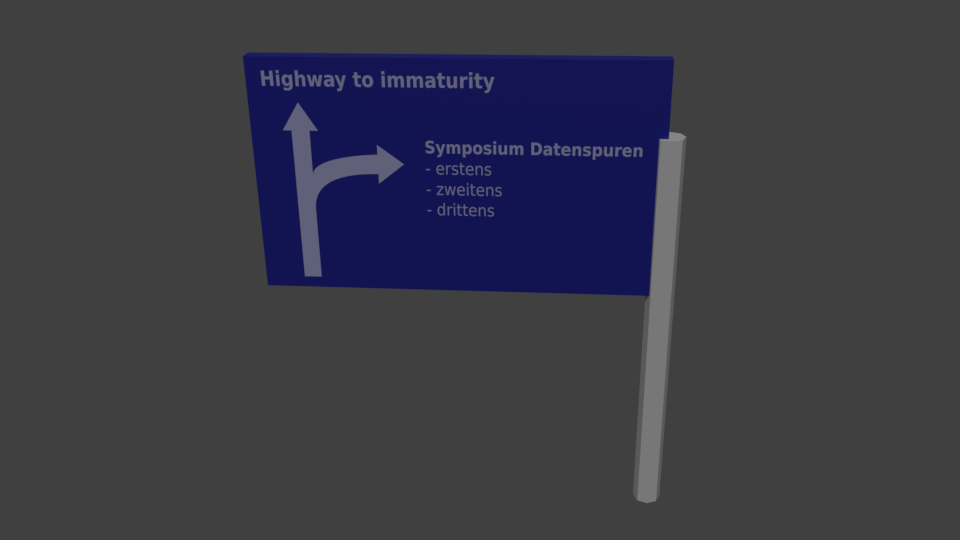 Highway to immaturity
Symposium Datenspuren
- erstens
- zweitens
- drittens